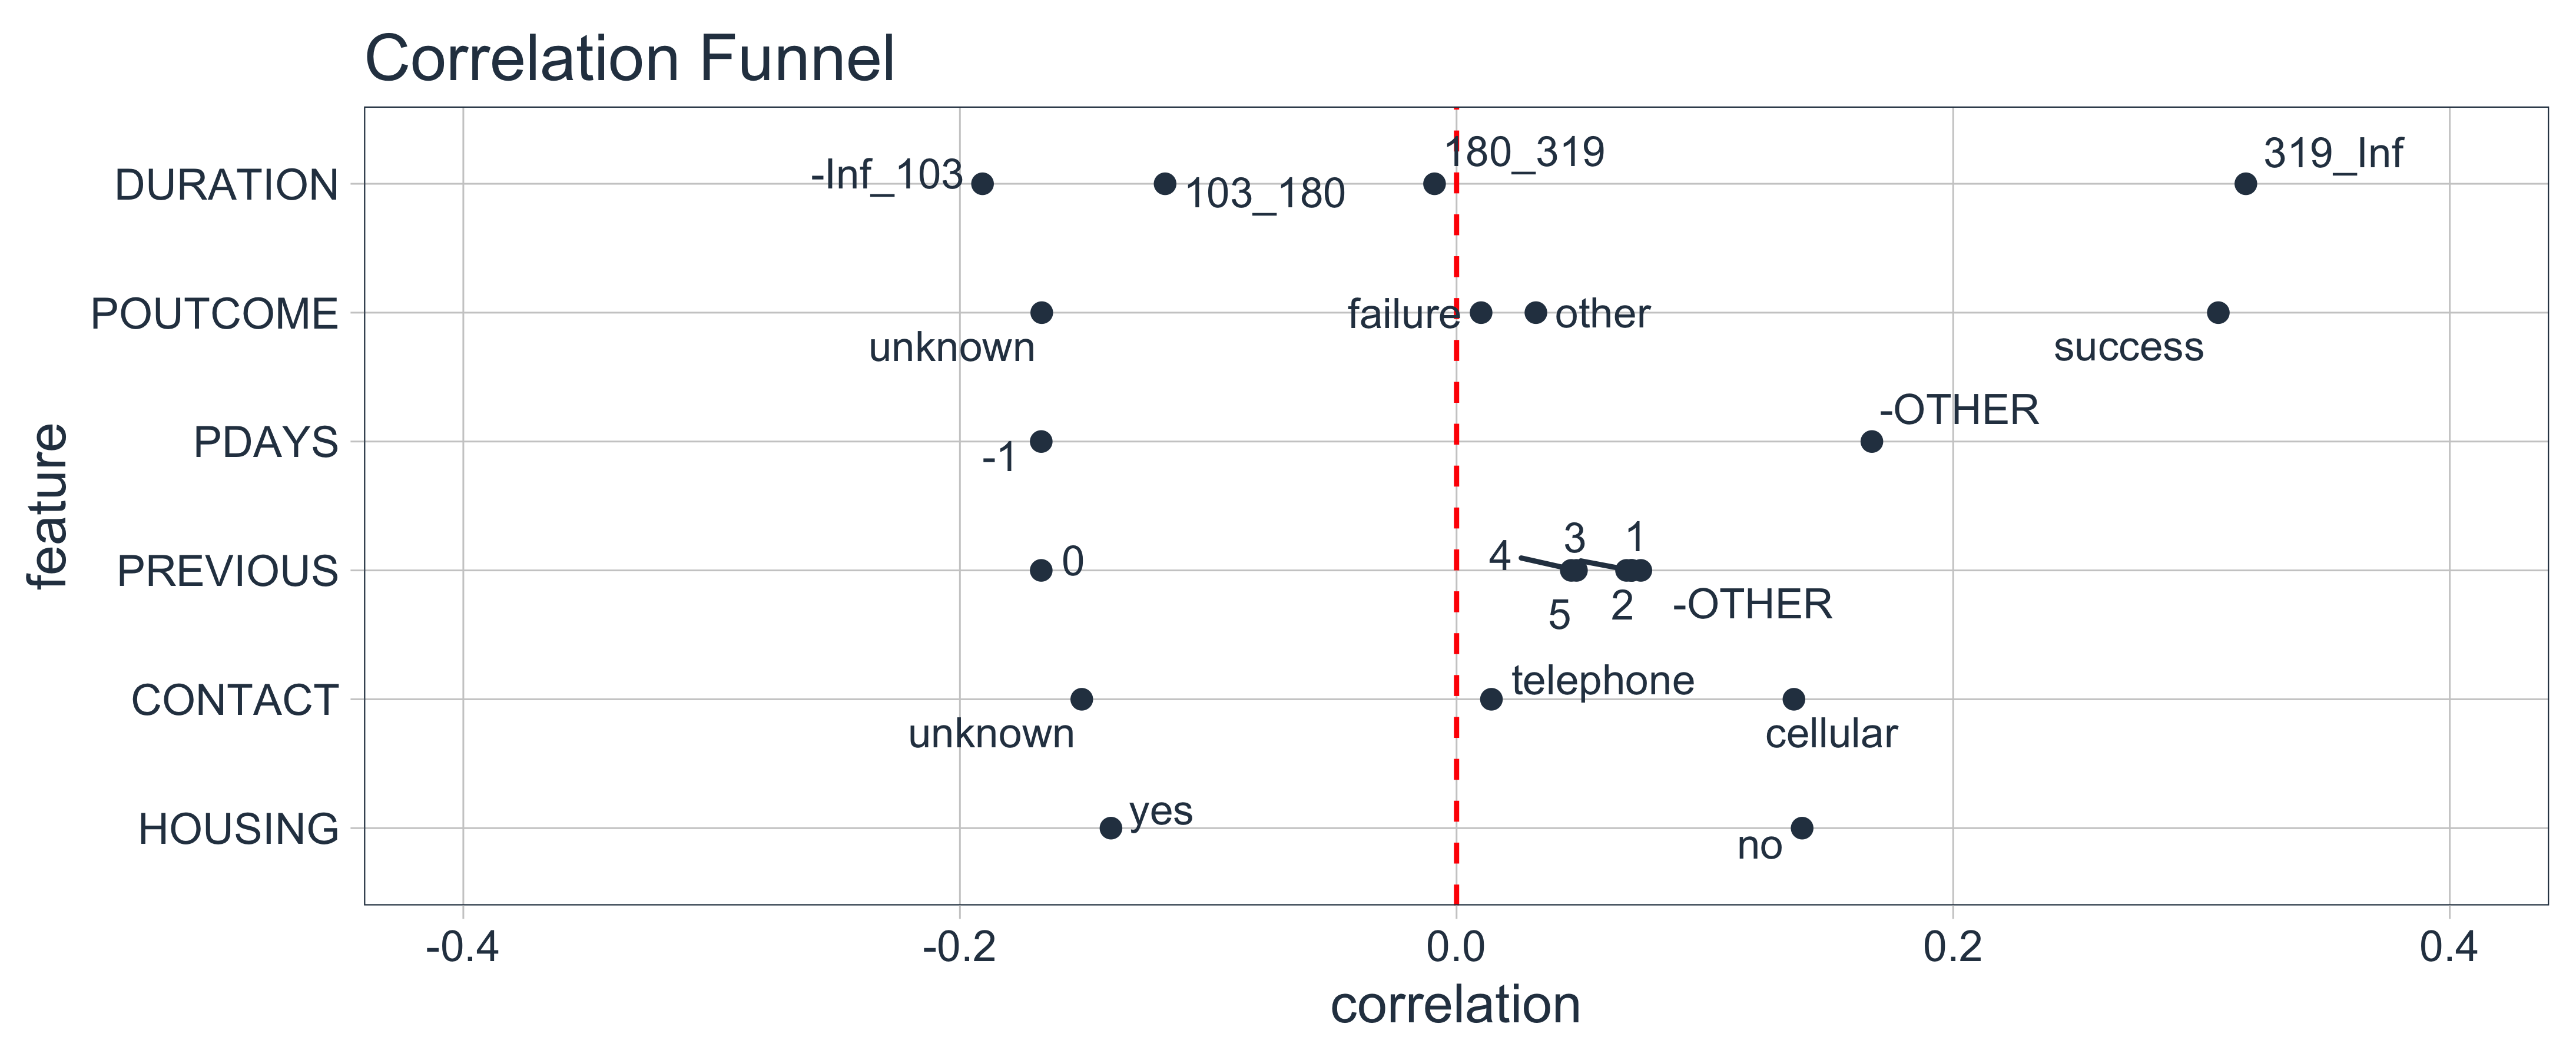 Correlation Funnel
feature
DURATION
-Inf_103
103_180
180_319
319_Inf
POUTCOME
unknown
failure
other
success
PDAYS
-1
-OTHER
PREVIOUS
0
4
3
1
5
2
-OTHER
CONTACT
unknown
telephone
cellular
HOUSING
yes
no
-0.4
-0.2
0.0
0.2
0.4
correlation